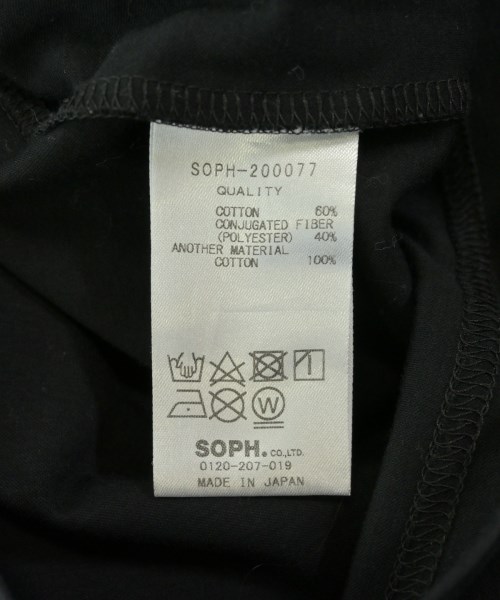 SOPH-200077
QUALITY
COTTON 60%
CONJUGATED FIBER
(POLYESTER) 40%
ANOTHER MATERIAL
COTTON 100%
W
SOPH. CO.,LTD.
0120-207-019
MADE IN JAPAN